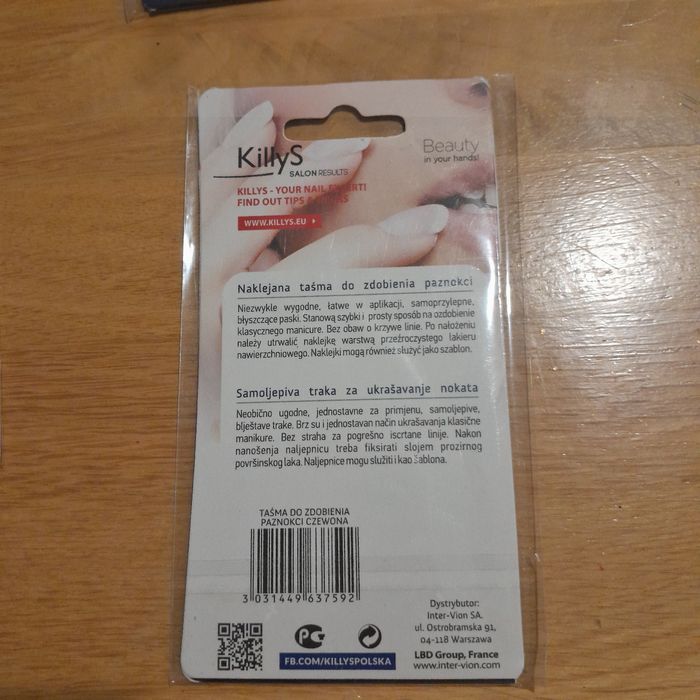 KillyS
SALON RESULTS
Beauty
in your hands!
KILLYS - YOUR NAIL EXPERT!
FIND OUT TIPS
WWW.KILLYS.EU
Naklejana taśma do zdobienia paznokci
Niezwykle wygodne, łatwe w aplikacji, samoprzylepne,
błyszczące paski. Stanową szybki i prosty sposób na ozdobienie
klasycznego manicure. Bez obaw o krzywe linie. Po nałożeniu
należy utrwalić naklejkę warstwą przeźroczystego lakieru
nawierzchniowego. Naklejki mogą również służyć jako szablon.
Samoljepiva traka za ukrašavanje nokata
Neobično ugodne, jednostavne za primjenu, samoljepive,
blještave trake. Brz su i jednostavan način ukrašavanja klasične
manikure. Bez straha za pogrešno iscrtane linije. Nakon
nanošenja naljepnicu treba fiksirati slojem prozirnog
površinskog laka. Naljepnice mogu služiti i kao šablona.
TAŚMA DO ZDOBIENIA
PAZNOKCI CZEWONA
3 031449 637592
PG
FB.COM/KILLYSPOLSKA
Dystrybutor:
Inter-Vion SA.
ul. Ostrobramska 91,
04-118 Warszawa
LBD Group, France
www.inter-vion.com